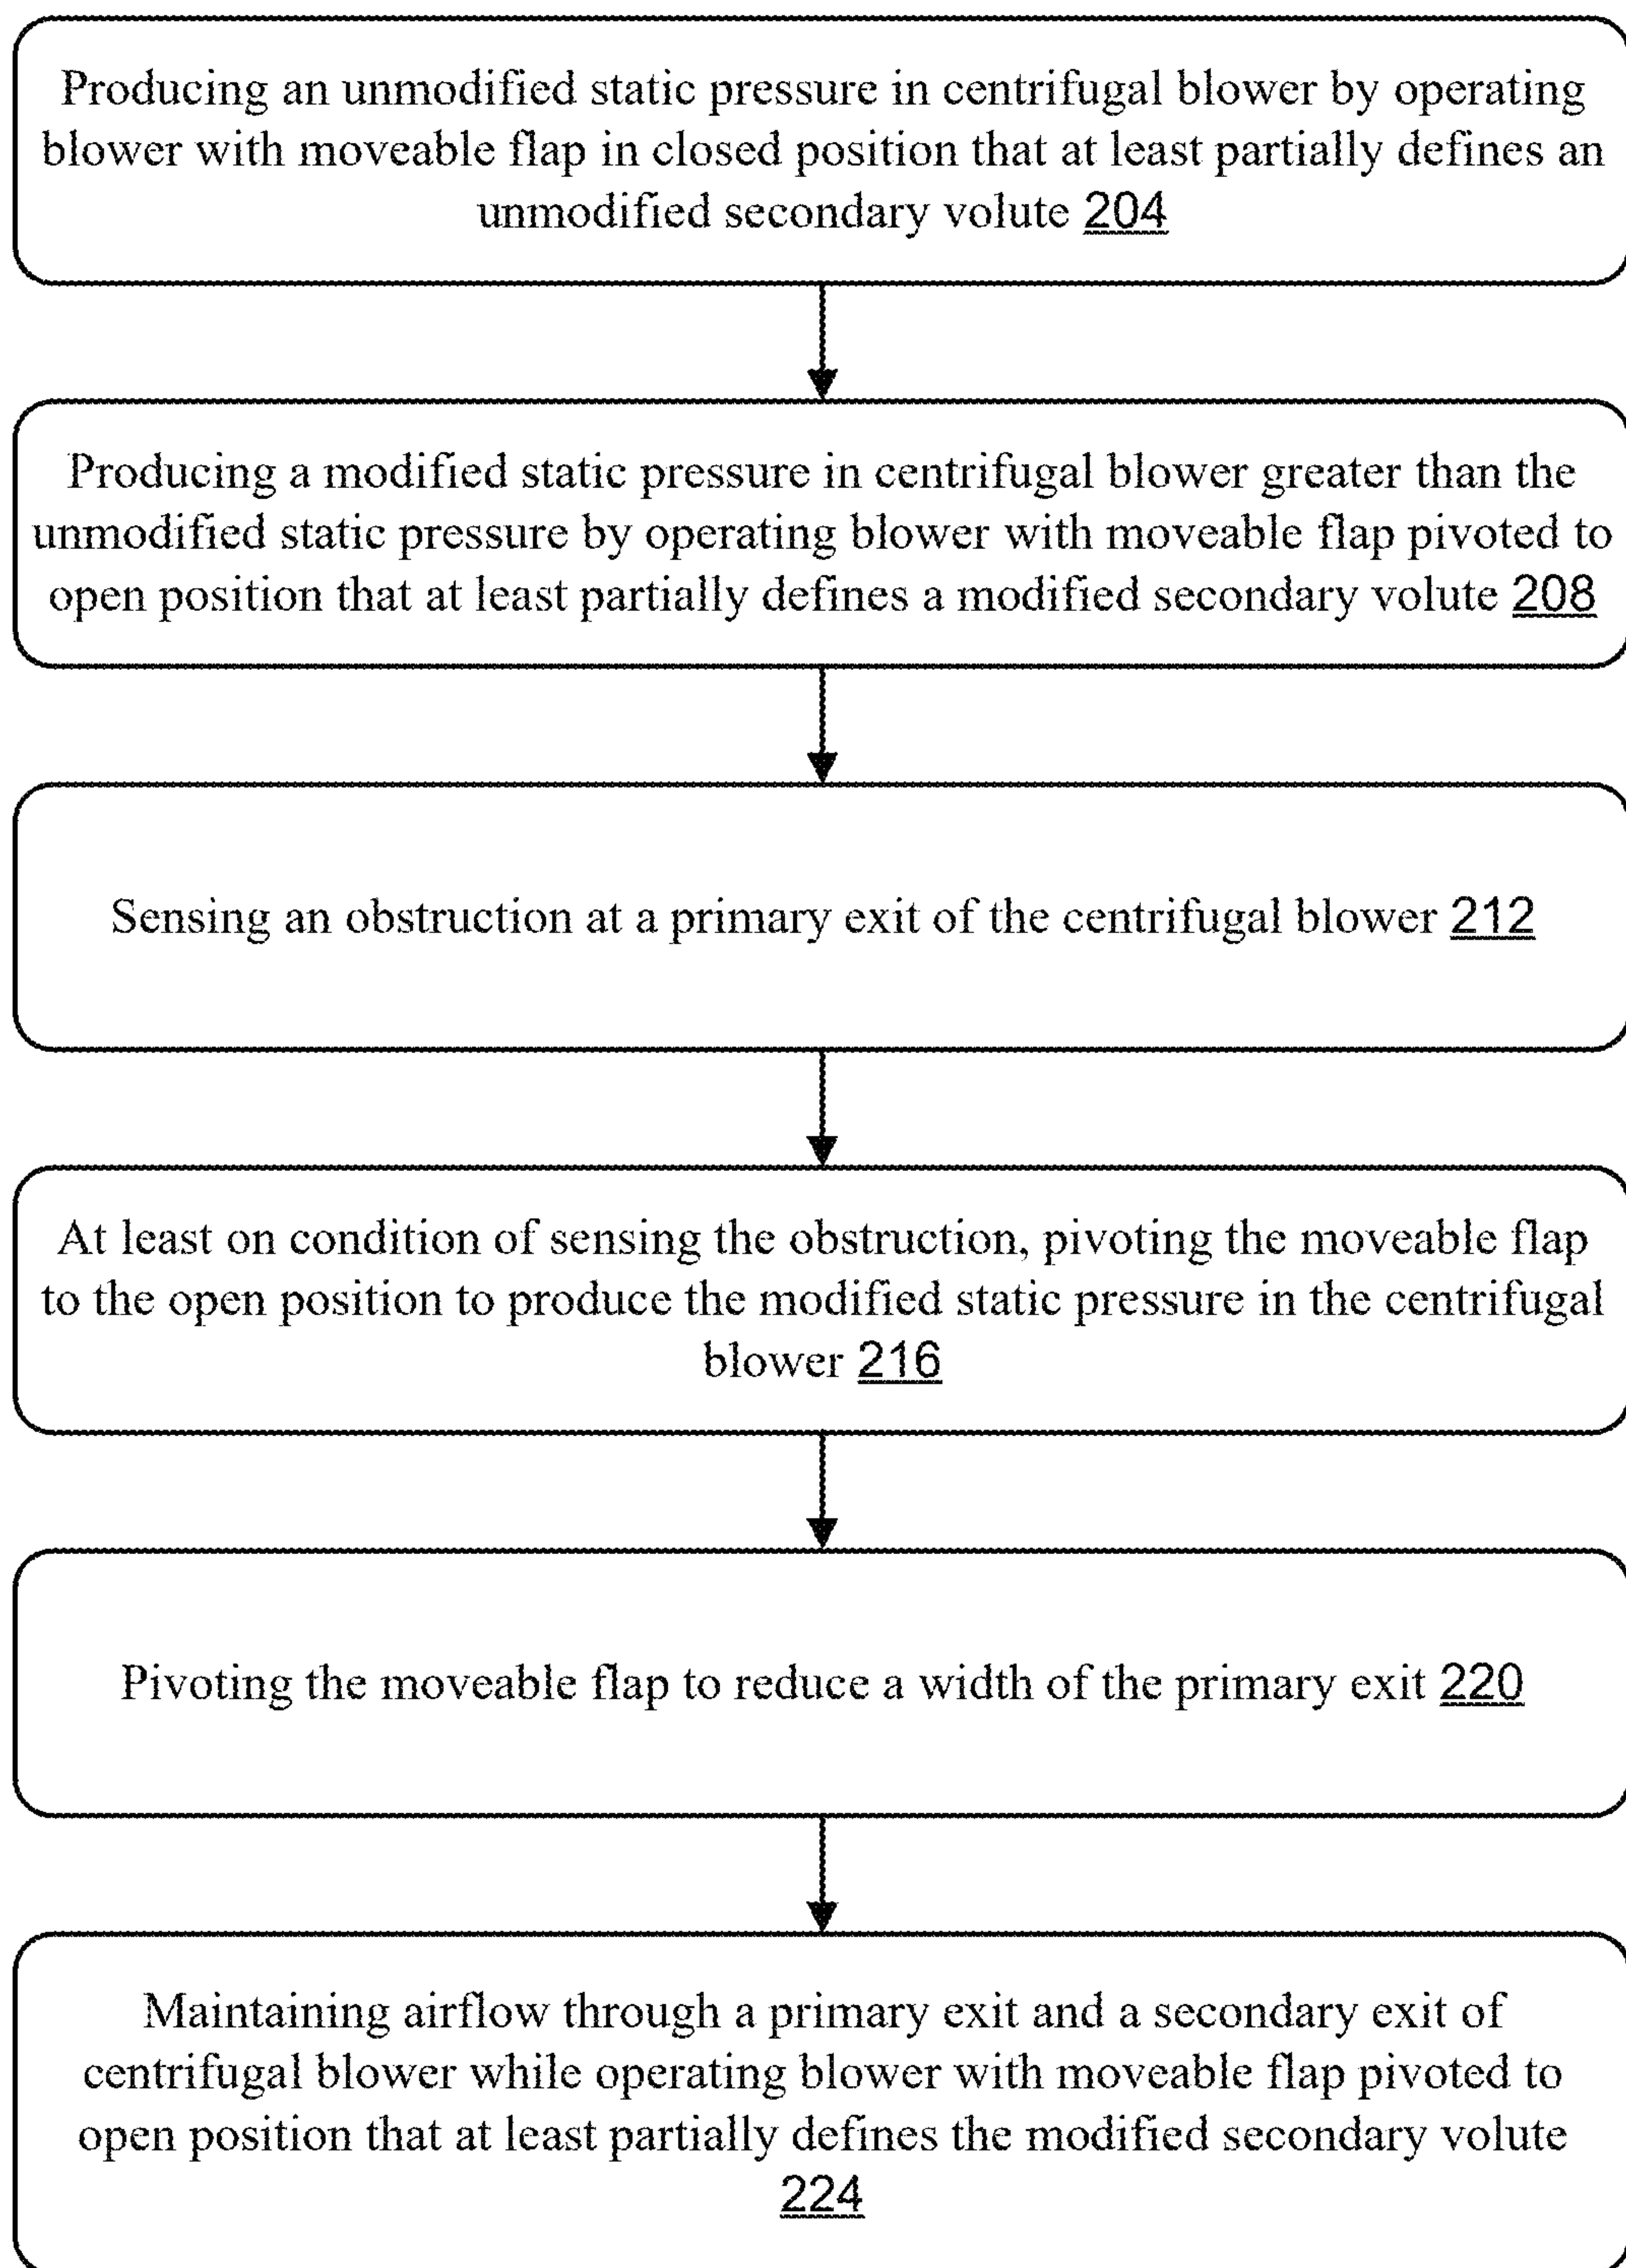 Producing an unmodified static pressure in centrifugal blower by operating
blower with moveable flap in closed position that at least partially defines an
unmodified secondary volute 204
Producing a modified static pressure in centrifugal blower greater than the
unmodified static pressure by operating blower with moveable flap pivoted to
open position that at least partially defines a modified secondary volute 208
Sensing an obstruction at a primary exit of the centrifugal blower 212
At least on condition of sensing the obstruction, pivoting the moveable flap
to the open position to produce the modified static pressure in the centrifugal
blower 216
Pivoting the moveable flap to reduce a width of the primary exit 220
Maintaining airflow through a primary exit and a secondary exit of
centrifugal blower while operating blower with moveable flap pivoted to
open position that at least partially defines the modified secondary volute
224